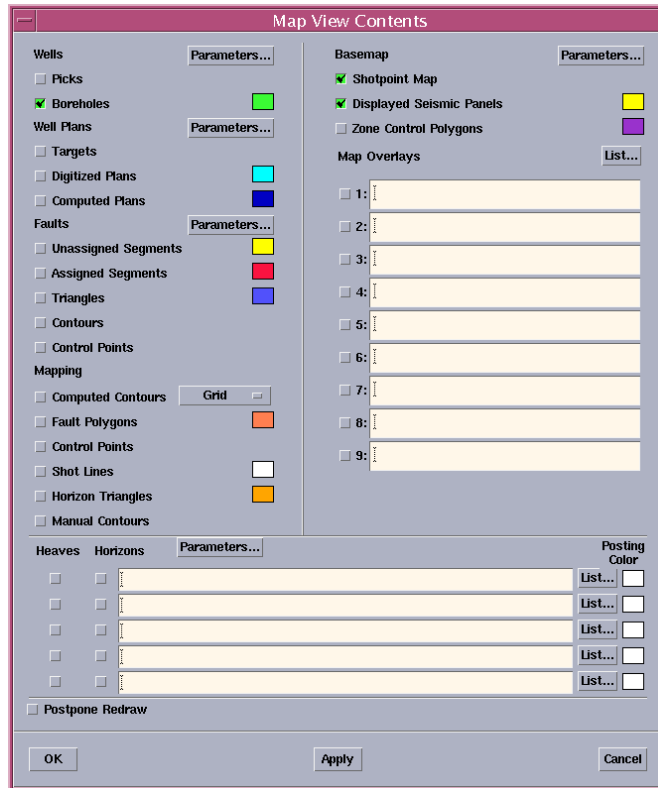 Map View Contents
Wells Parameters...
Picks
Boreholes
Well Plans Parameters...
Targets
Digitized Plans
Computed Plans
Faults Parameters...
Unassigned Segments
Assigned Segments
Triangles
Contours
Control Points
Mapping
Computed Contours Grid
Fault Polygons
Control Points
Shot Lines
Horizon Triangles
Manual Contours
Basemap Parameters...
Shotpoint Map
Displayed Seismic Panels
Zone Control Polygons
Map Overlays List...
1:
2:
3:
4:
5:
6:
7:
8:
9:
Heaves Horizons Parameters... Posting
Color
List...
List...
List...
List...
List...
Postpone Redraw
OK Apply Cancel